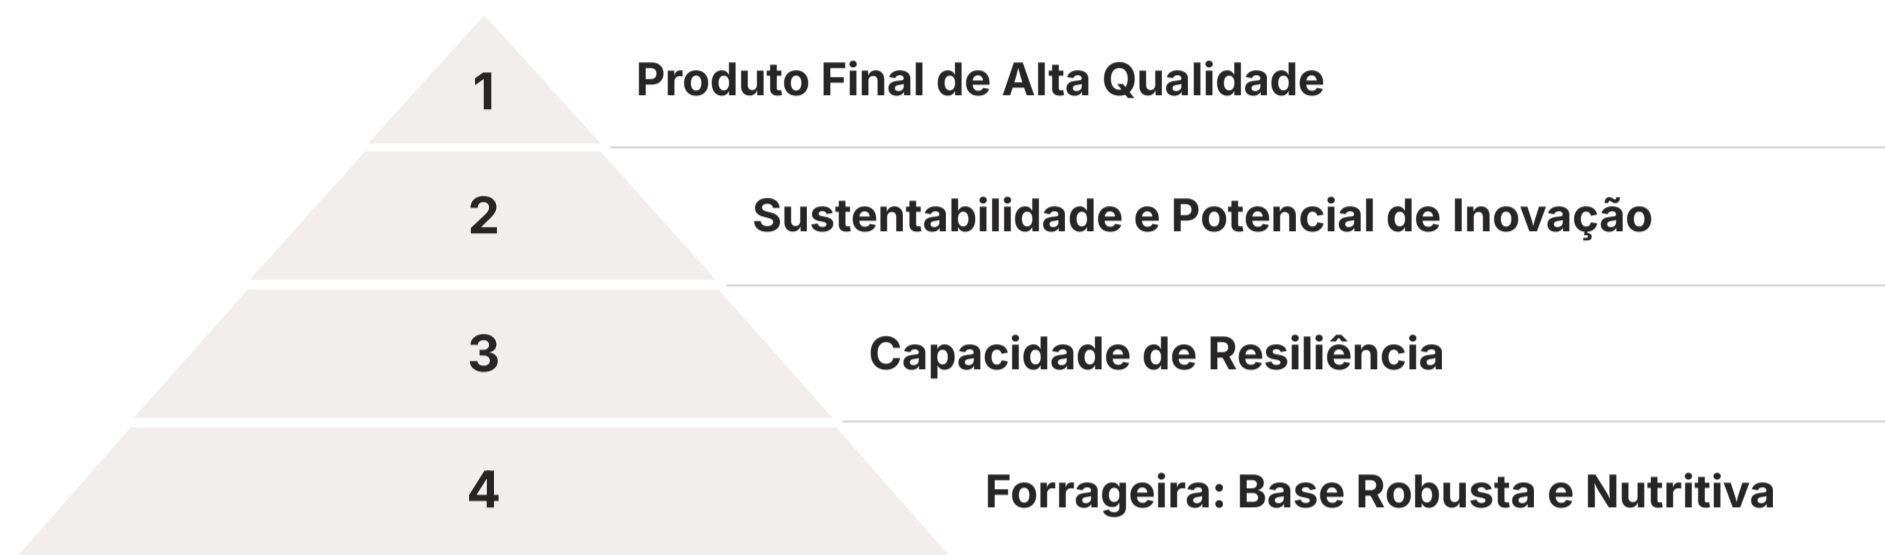 1
Produto Final de Alta Qualidade
2
Sustentabilidade e Potencial de Inovação
3
Capacidade de Resiliência
4
Forrageira: Base Robusta e Nutritiva